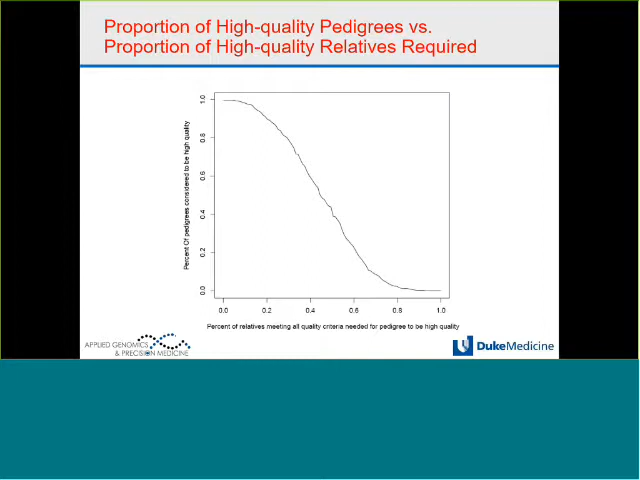 Proportion of High-quality Pedigrees vs.
Proportion of High-quality Relatives Required
Percent Of pedigrees considered to be high quality
1.0
0.8
0.6
0.4
0.2
0.0
0.0 0.2 0.4 0.6 0.8 1.0
Percent of relatives meeting all quality criteria needed for pedigree to be high quality
APPLIED GENOMICS
& PRECISION MEDICINE
DukeMedicine